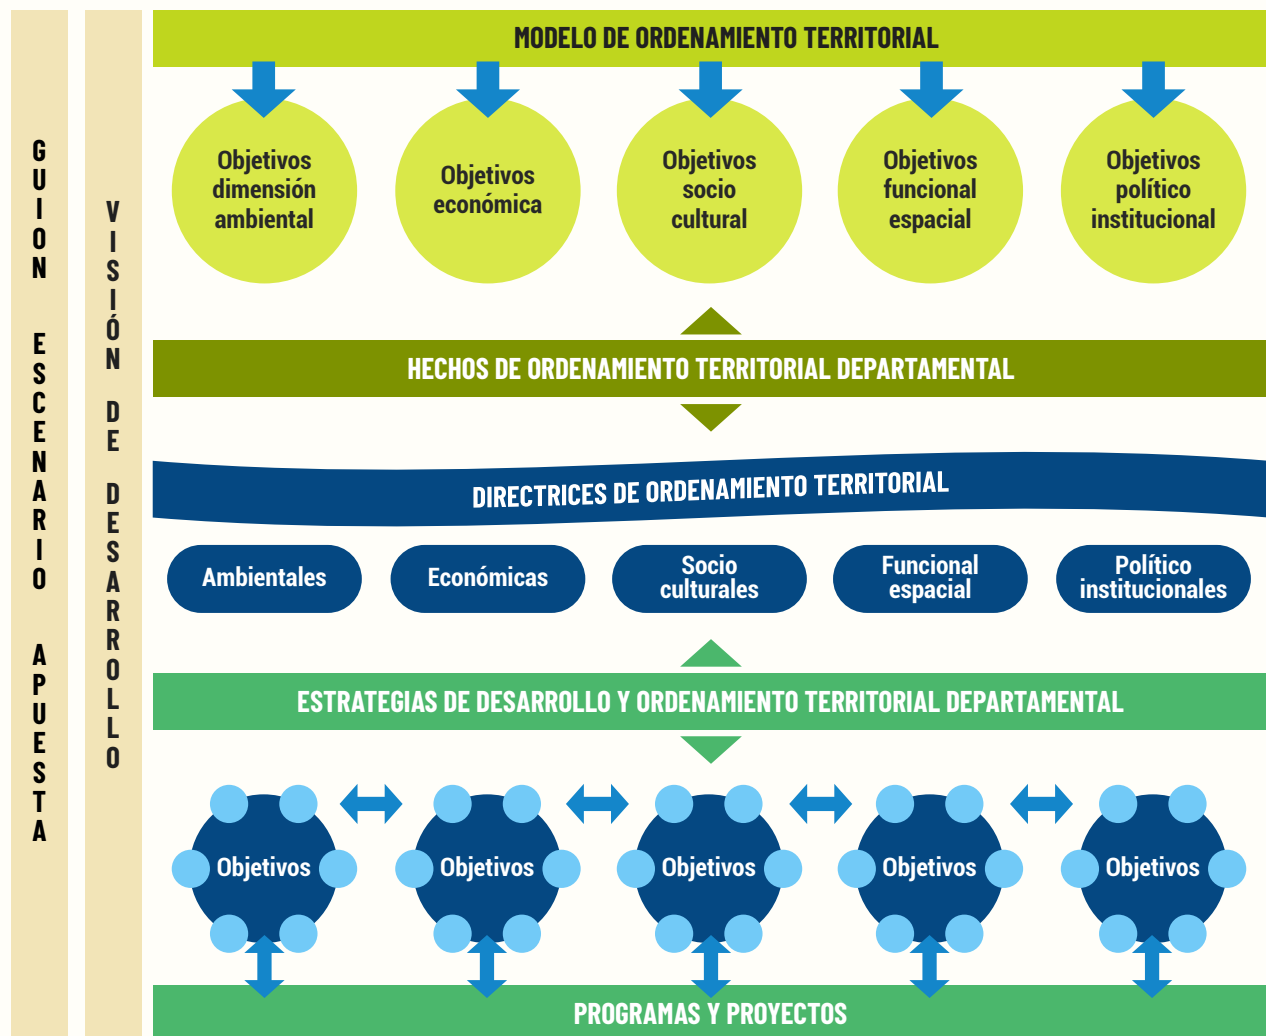 GUION ESCENARIO APUESTA
VISIÓN DE DESARROLLO
MODELO DE ORDENAMIENTO TERRITORIAL
Objetivos
dimensión
ambiental
Objetivos
económica
Objetivos
socio
cultural
Objetivos
funcional
espacial
Objetivos
político
institucional
HECHOS DE ORDENAMIENTO TERRITORIAL DEPARTAMENTAL
DIRECTRICES DE ORDENAMIENTO TERRITORIAL
Ambientales
Económicas
Socio
culturales
Funcional
espacial
Político
institucionales
ESTRATEGIAS DE DESARROLLO Y ORDENAMIENTO TERRITORIAL DEPARTAMENTAL
Objetivos
Objetivos
Objetivos
Objetivos
Objetivos
PROGRAMAS Y PROYECTOS